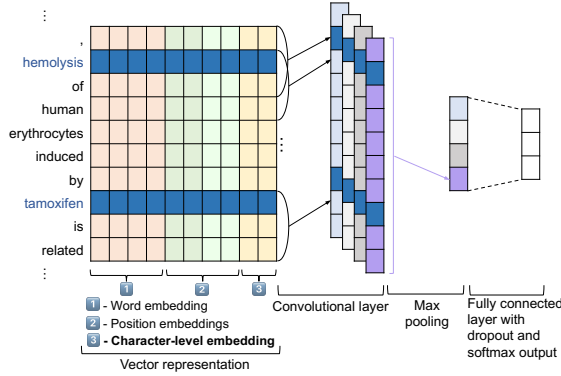 ⋮
,
hemolysis
of
human
erythrocytes
induced
by
tamoxifen
is
related
⋮
⋮
1 2 3
1 - Word embedding
2 - Position embeddings
3 - Character-level embedding
Vector representation
Convolutional layer
Max
pooling
Fully connected
layer with
dropout and
softmax output